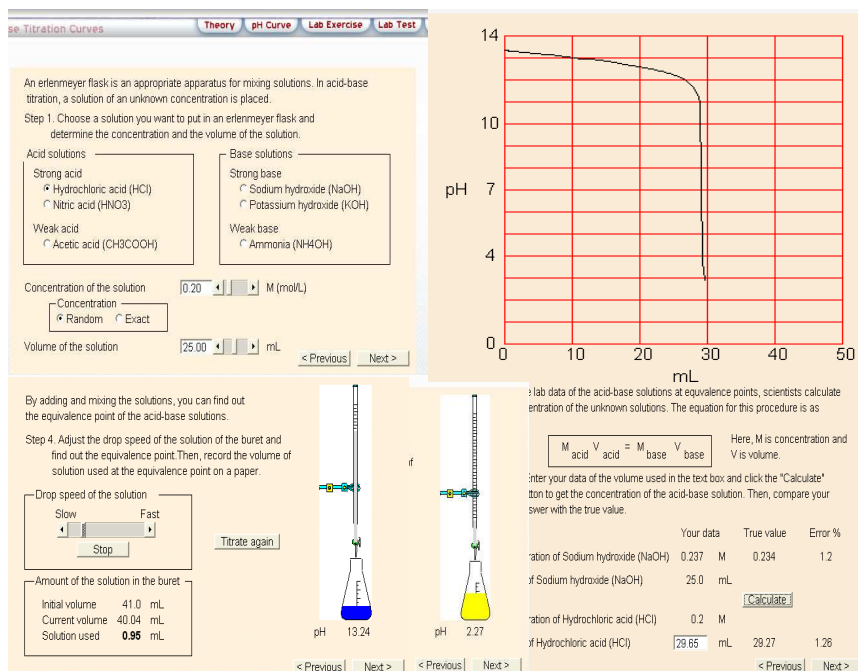 se Titration Curves
Theory
pH Curve
Lab Exercise
Lab Test
An erlenmeyer flask is an appropriate apparatus for mixing solutions. In acid-base
titration, a solution of an unknown concentration is placed.
Step 1. Choose a solution you want to put in an erlenmeyer flask and
determine the concentration and the volume of the solution.
Acid solutions
Strong acid
Hydrochloric acid (HCl)
Nitric acid (HNO3)
Weak acid
Acetic acid (CH3COOH)
Base solutions
Strong base
Sodium hydroxide (NaOH)
Potassium hydroxide (KOH)
Weak base
Ammonia (NH4OH)
Concentration of the solution 0.20 M (mol/L)
Concentration
Random Exact
Volume of the solution 25.00 mL
< Previous Next >
14
10
pH 7
4
0
0 10 20 30 40 50
mL
By adding and mixing the solutions, you can find out
the equivalence point of the acid-base solutions.
Step 4. Adjust the drop speed of the solution of the buret and
find out the equivalence point.Then, record the volume of
solution used at the equivalence point on a paper.
Drop speed of the solution
Slow Fast
Stop
Titrate again
Amount of the solution in the buret
Initial volume 41.0 mL
Current volume 40.04 mL
Solution used 0.95 mL
pH 13.24
< Previous Next >
of
pH 2.27
< Previous Next >
e lab data of the acid-base solutions at equvalence points, scientists calculate
entration of the unknown solutions. The equation for this procedure is as
M acid V acid = M base V base
Here, M is concentration and
V is volume.
Enter your data of the volume used in the text box and click the "Calculate"
tton to get the concentration of the acid-base solution. Then, compare your
swer with the true value.
Your data True value Error %
ration of Sodium hydroxide (NaOH) 0.237 M 0.234 1.2
of Sodium hydroxide (NaOH) 25.0 mL
Calculate
ration of Hydrochloric acid (HCl) 0.2 M
of Hydrochloric acid (HCl) 29.65 mL 29.27 1.26
< Previous Next >